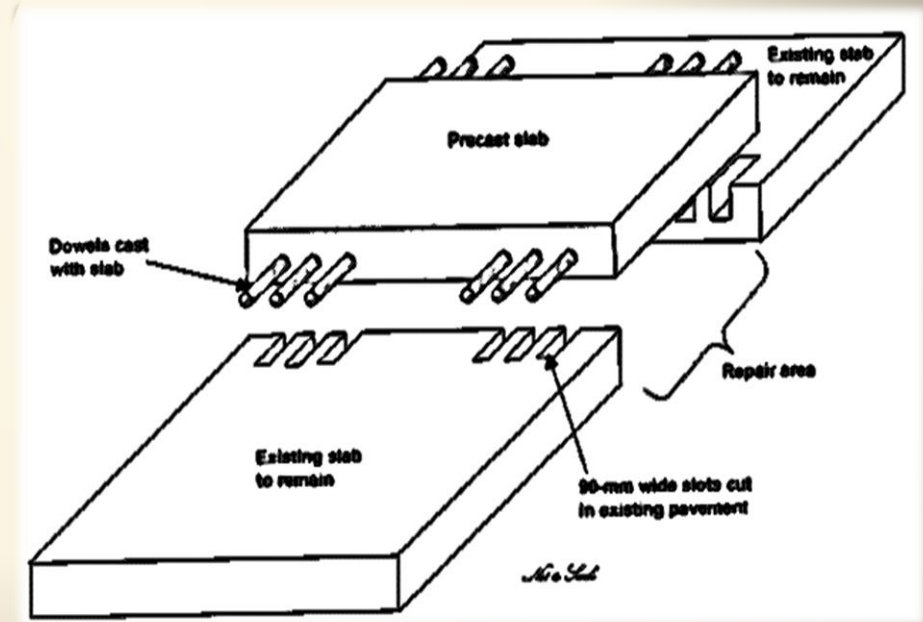 Existing slab
to remain
Precast slab
Dowels cast
with slab
Repair area
Existing slab
to remain
90-mm wide slots cut
in existing pavement